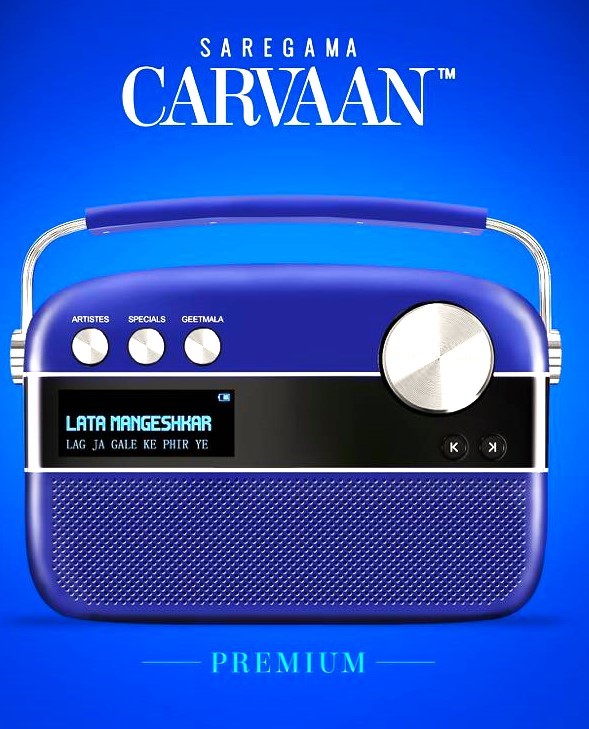 SAREGAMA
CARVAAN™
ARTISTES SPECIALS GEETMALA
LATA MANGESHKAR
LAG JA GALE KE PHIR YE
PREMIUM